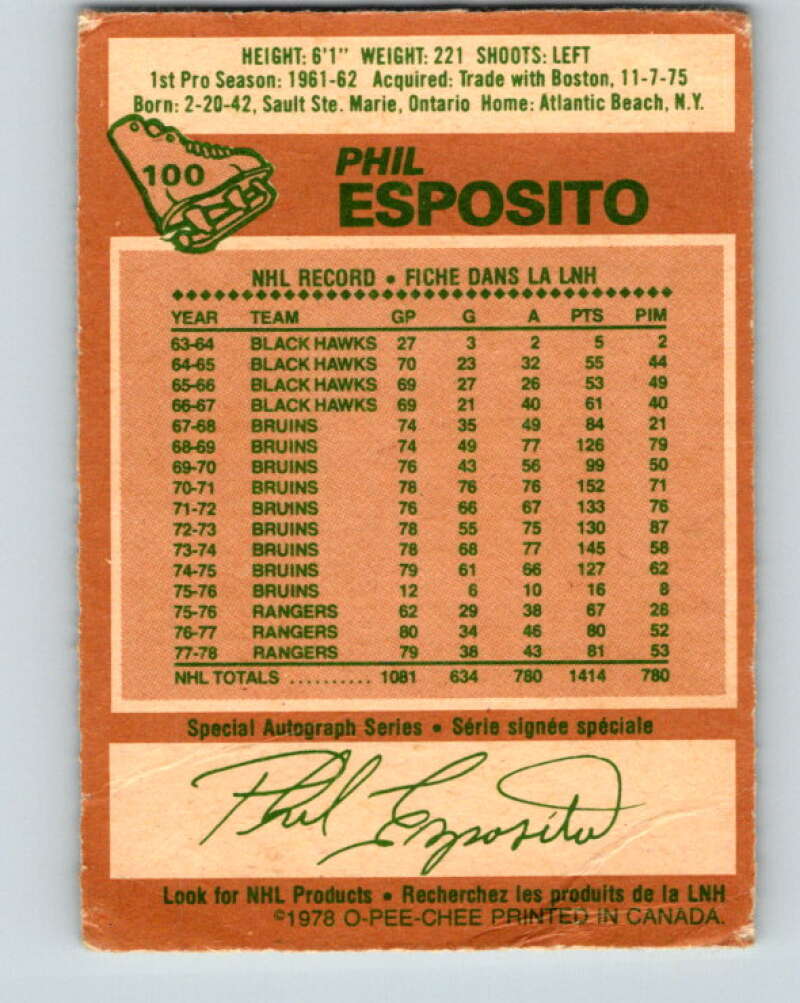 HEIGHT: 6'1" WEIGHT: 221 SHOOTS: LEFT
1st Pro Season: 1961-62 Acquired: Trade with Boston, 11-7-75
Born: 2-20-42, Sault Ste. Marie, Ontario Home: Atlantic Beach, N.Y.
100
PHIL
ESPOSITO
NHL RECORD • FICHE DANS LA LNH
YEAR TEAM GP G A PTS PIM
63-64 BLACK HAWKS 27 3 2 5 2
64-65 BLACK HAWKS 70 23 32 55 44
65-66 BLACK HAWKS 69 27 26 53 49
66-67 BLACK HAWKS 69 21 40 61 40
67-68 BRUINS 74 35 49 84 21
68-69 BRUINS 74 49 77 126 79
69-70 BRUINS 76 43 56 99 50
70-71 BRUINS 78 76 76 152 71
71-72 BRUINS 76 66 67 133 76
72-73 BRUINS 78 55 75 130 87
73-74 BRUINS 78 68 77 145 58
74-75 BRUINS 79 61 66 127 62
75-76 BRUINS 12 6 10 16 8
75-76 RANGERS 62 29 38 67 28
76-77 RANGERS 80 34 46 80 52
77-78 RANGERS 79 38 43 81 53
NHL TOTALS .......... 1081 634 780 1414 780
Special Autograph Series • Série signée spéciale
Phil Esposito
Look for NHL Products • Recherchez les produits de la LNH
©1978 O-PEE-CHEE PRINTED IN CANADA.